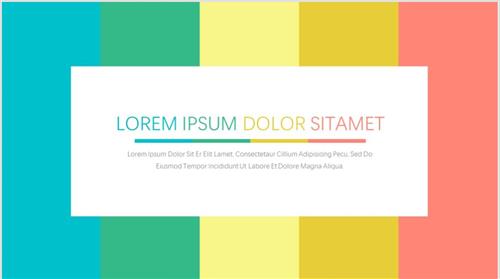 LOREM IPSUM DOLOR SITAMET
Lorem Ipsum Dolor Sit Er Elit Lamet, Consectetaur Cillium Adipisicing Pecu, Sed Do
Eiusmod Tempor Incididunt Ut Labore Et Dolore Magna Aliqua.